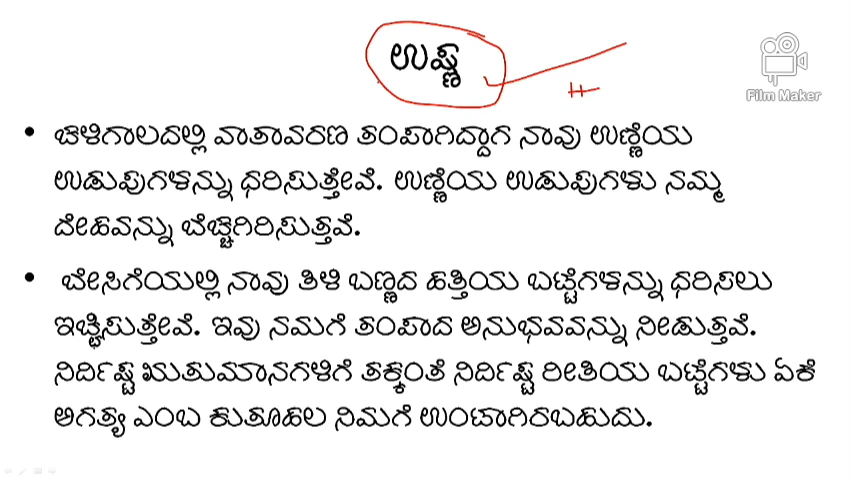 ಉಷ್ಣ
Film Maker
• ಚಳಿಗಾಲದಲ್ಲಿ ವಾತಾವರಣ ತಂಪಾಗಿದ್ದಾಗ ನಾವು ಉಣ್ಣೆಯ
ಉಡುಪುಗಳನ್ನು ಧರಿಸುತ್ತೇವೆ. ಉಣ್ಣೆಯ ಉಡುಪುಗಳು ನಮ್ಮ
ದೇಹವನ್ನು ಬೆಚ್ಚಗಿರಿಸುತ್ತವೆ.
• ಬೇಸಿಗೆಯಲ್ಲಿ ನಾವು ತಿಳಿ ಬಣ್ಣದ ಹತ್ತಿಯ ಬಟ್ಟೆಗಳನ್ನು ಧರಿಸಲು
ಇಚ್ಛಿಸುತ್ತೇವೆ. ಇವು ನಮಗೆ ತಂಪಾದ ಅನುಭವವನ್ನು ನೀಡುತ್ತವೆ.
ನಿರ್ದಿಷ್ಟ ಋತುಮಾನಗಳಿಗೆ ತಕ್ಕಂತೆ ನಿರ್ದಿಷ್ಟ ರೀತಿಯ ಬಟ್ಟೆಗಳು ಏಕೆ
ಅಗತ್ಯ ಎಂಬ ಕುತೂಹಲ ನಿಮಗೆ ಉಂಟಾಗಿರಬಹುದು.